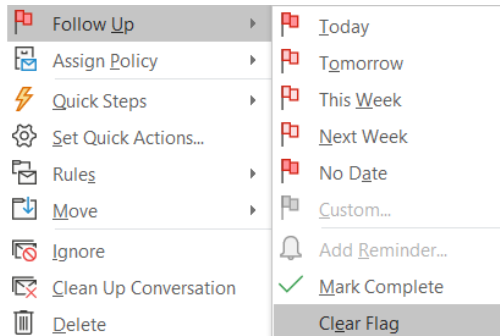 Follow Up
Assign Policy
Quick Steps
Set Quick Actions...
Rules
Move
Ignore
Clean Up Conversation
Delete
Today
Tomorrow
This Week
Next Week
No Date
Custom...
Add Reminder...
Mark Complete
Clear Flag